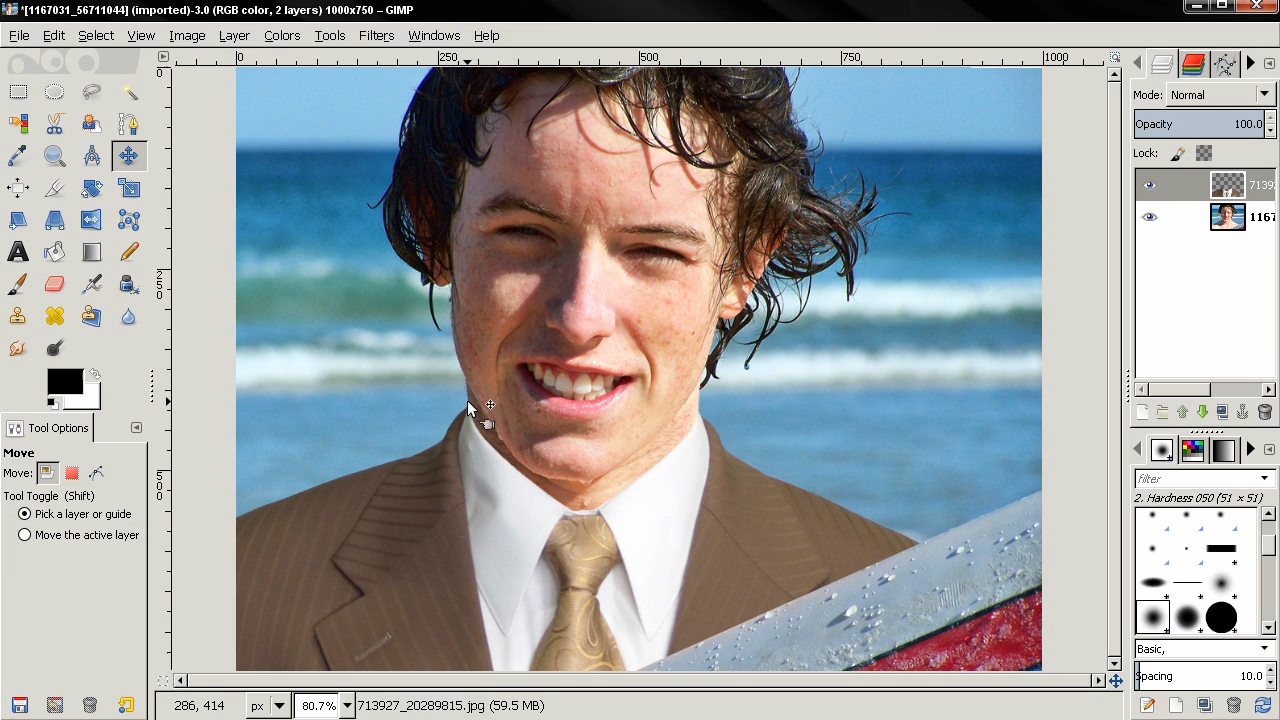 *[1167031_56711044] (imported)-3.0 (RGB color, 2 layers) 1000x750 – GIMP
File Edit Select View Image Layer Colors Tools Filters Windows Help
0 250 500 750 1000
0
250
500
Mode: Normal
Opacity 100.0
Lock:
7139
1167
Tool Options
Move
Move:
Tool Toggle (Shift)
Pick a layer or guide
Move the active layer
filter
2. Hardness 050 (51 × 51)
Basic,
Spacing 10.0
286, 414 px 80.7% 713927_20289815.jpg (59.5 MB)